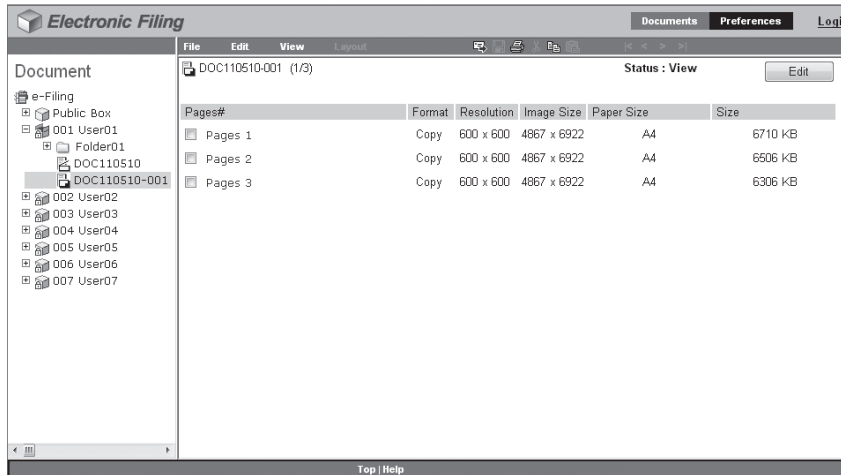 Electronic Filing
Documents Preferences Logi
File Edit View Layout
|< < > >|
Document
e-Filing
Public Box
001 User01
Folder01
DOC110510
DOC110510-001
002 User02
003 User03
004 User04
005 User05
006 User06
007 User07
DOC110510-001 (1/3) Status : View Edit
Pages# Format Resolution Image Size Paper Size Size
Pages 1 Copy 600 x 600 4867 x 6922 A4 6710 KB
Pages 2 Copy 600 x 600 4867 x 6922 A4 6506 KB
Pages 3 Copy 600 x 600 4867 x 6922 A4 6306 KB
Top | Help